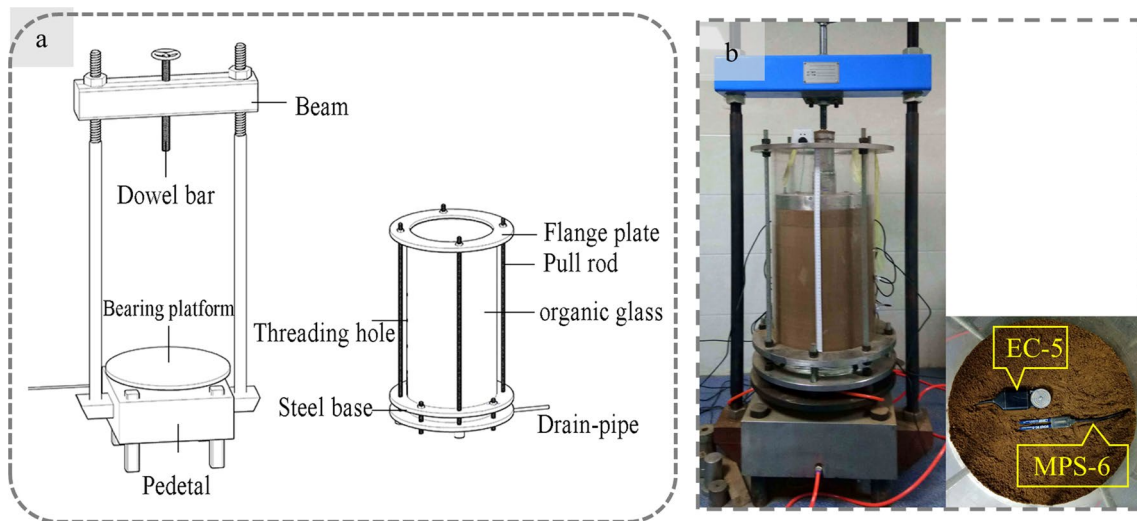 a
Beam
Dowel bar
Bearing platform
Pedetal
Flange plate
Pull rod
Threading hole
organic glass
Steel base
Drain-pipe
b
EC-5
MPS-6